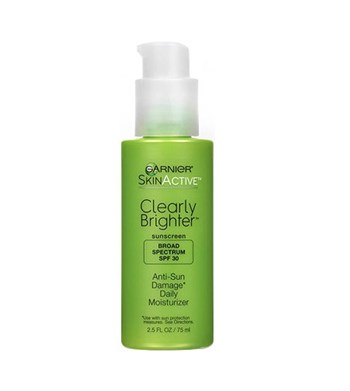 GARNIER
SKINACTIVE™
Clearly
Brighter™
sunscreen
BROAD
SPECTRUM
SPF 30
Anti-Sun
Damage*
Daily
Moisturizer
*Use with sun protection
measures. See Directions.
2.5 FL OZ / 75 ml